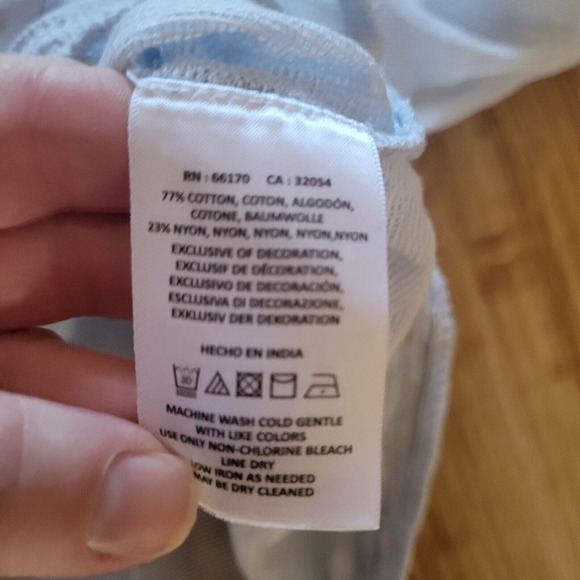 RN : 66170 CA : 32054
77% COTTON, COTON, ALGODÓN,
COTONE, BAUMWOLLE
23% NYON, NYON, NYON, NYON,NYON
EXCLUSIVE OF DECORATION,
EXCLUSIF DE DÉCORATION,
EXCLUSIVO DE DECORACIÓN,
ESCLUSIVA DI DECORAZIONE,
EXKLUSIV DER DEKORATION
HECHO EN INDIA
30
MACHINE WASH COLD GENTLE
WITH LIKE COLORS
USE ONLY NON-CHLORINE BLEACH
LINE DRY
LOW IRON AS NEEDED
MAY BE DRY CLEANED